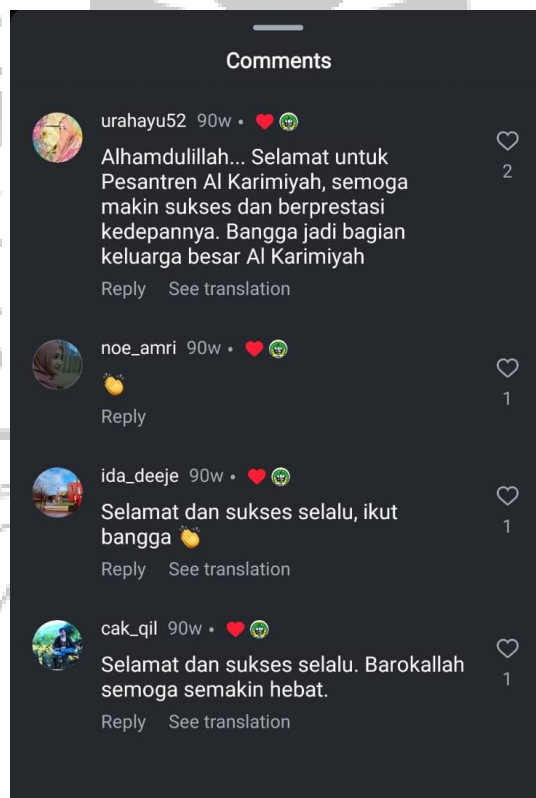 Comments
urahayu52 90w •
Alhamdulillah... Selamat untuk
Pesantren Al Karimiyah, semoga
makin sukses dan berprestasi
kedepannya. Bangga jadi bagian
keluarga besar Al Karimiyah
2
Reply See translation
noe_amri 90w •
👏
1
Reply
ida_deeje 90w •
Selamat dan sukses selalu, ikut
bangga 👏
1
Reply See translation
cak_qil 90w •
Selamat dan sukses selalu. Barokallah
semoga semakin hebat.
1
Reply See translation